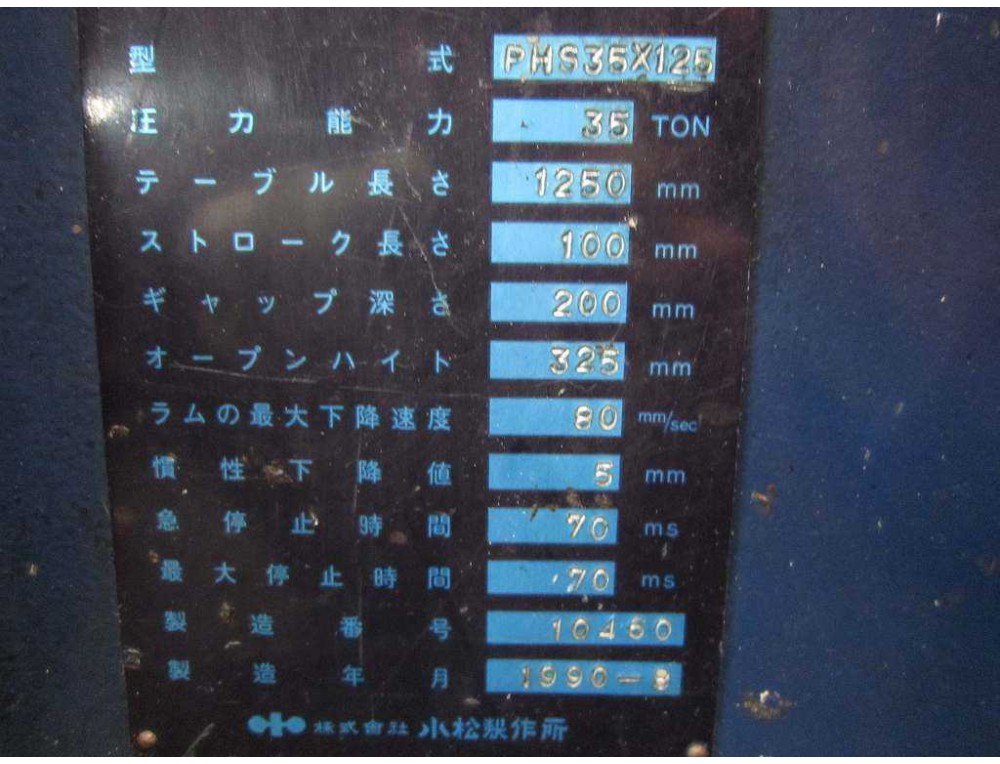 型式 PHS35X125
圧力能力 35 TON
テーブル長さ 1250 mm
ストローク長さ 100 mm
ギャップ深さ 200 mm
オープンハイト 325 mm
ラムの最大下降速度 80 mm/sec
慣性下降値 5 mm
急停止時間 70 ms
最大停止時間 70 ms
製造番号 10460
製造年月 1990-8
株式会社 小松製作所